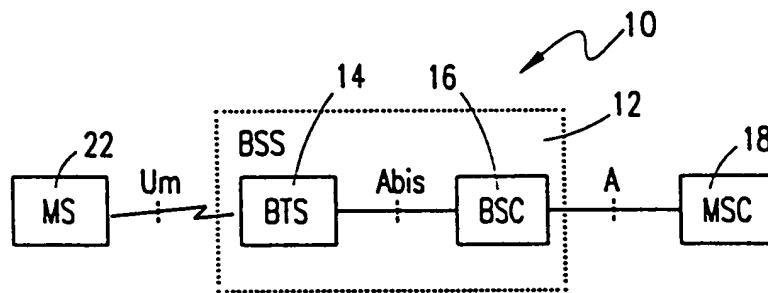 10
14 16 12
BSS
22 Um Abis A 18
MS BTS BSC MSC